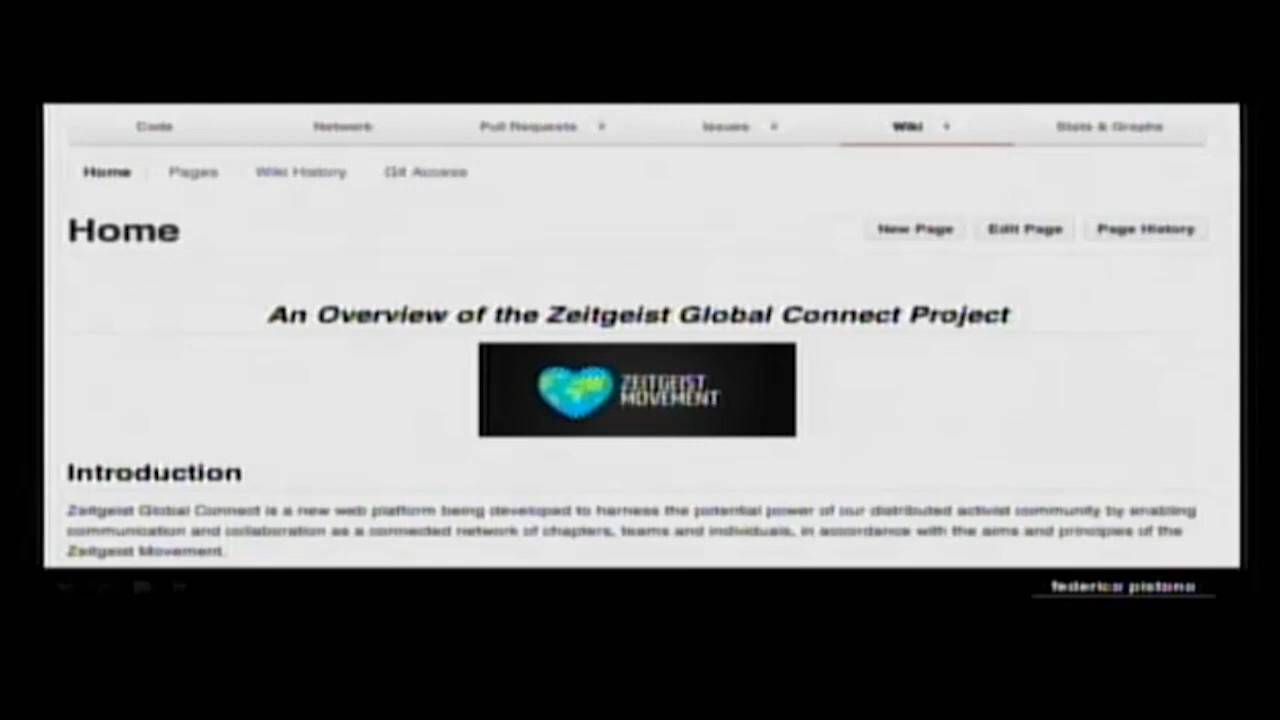 Code Network Pull Requests Issues Wiki Stats & Graphs
Home Pages Wiki History Git Access
Home New Page Edit Page Page History
An Overview of the Zeitgeist Global Connect Project
ZEITGEIST
MOVEMENT
Introduction
Zeitgeist Global Connect is a new web platform being developed to harness the potential power of our distributed activist community by enabling
communication and collaboration as a connected network of chapters, teams and individuals, in accordance with the aims and principles of the
Zeitgeist Movement.
federico pistono